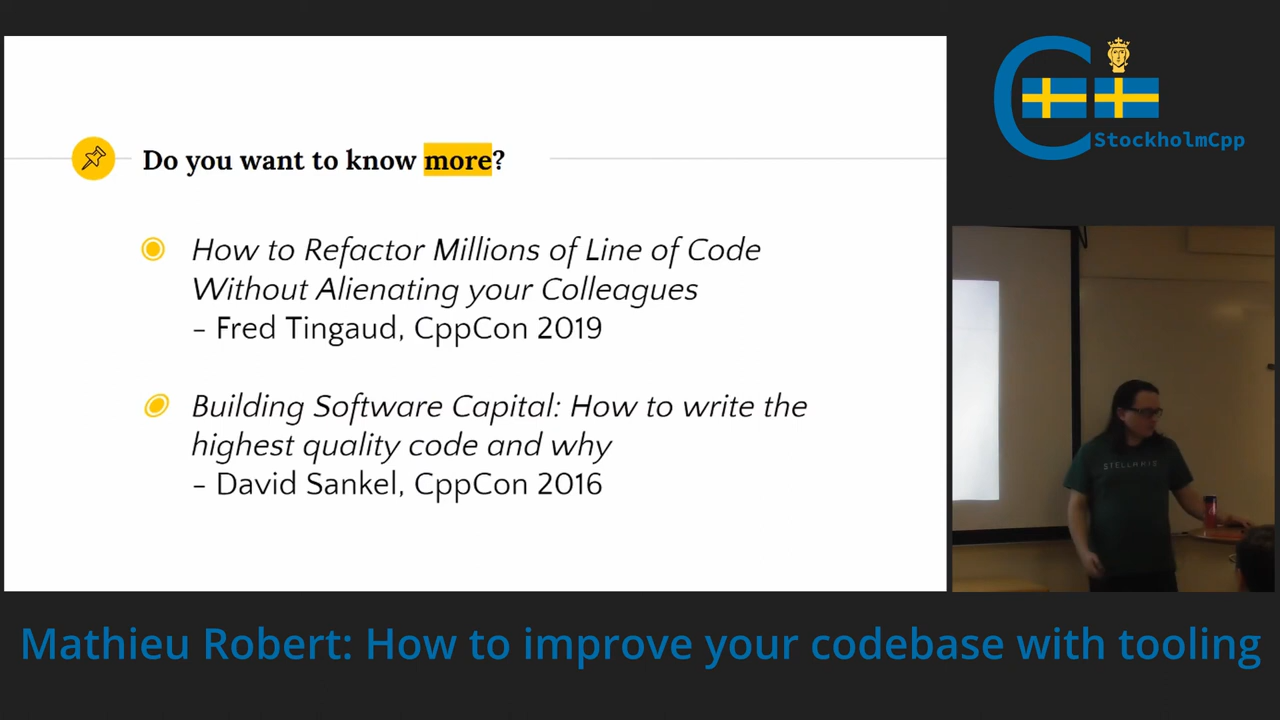 Do you want to know more?
How to Refactor Millions of Line of Code
Without Alienating your Colleagues
– Fred Tingaud, CppCon 2019
Building Software Capital: How to write the
highest quality code and why
– David Sankel, CppCon 2016
StockholmCpp
STELLARIS
Mathieu Robert: How to improve your codebase with tooling